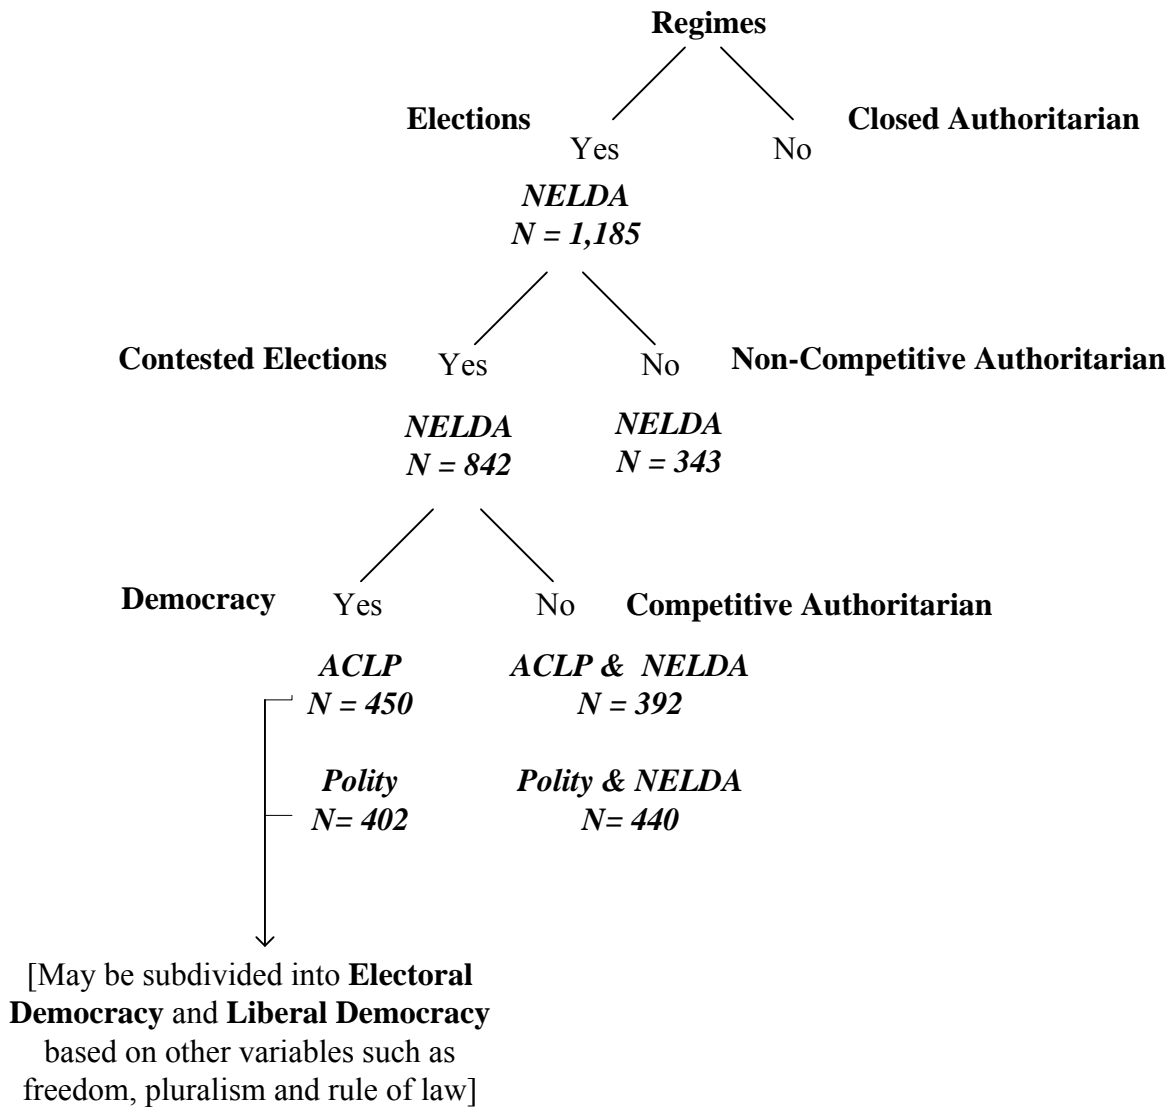 Regimes
Elections
Yes
No
Closed Authoritarian
NELDA
N = 1,185
Contested Elections
Yes
No
Non-Competitive Authoritarian
NELDA
N = 842
NELDA
N = 343
Democracy
Yes
No
Competitive Authoritarian
ACLP
N = 450
ACLP & NELDA
N = 392
Polity
N= 402
Polity & NELDA
N= 440
[May be subdivided into Electoral
Democracy and Liberal Democracy
based on other variables such as
freedom, pluralism and rule of law]